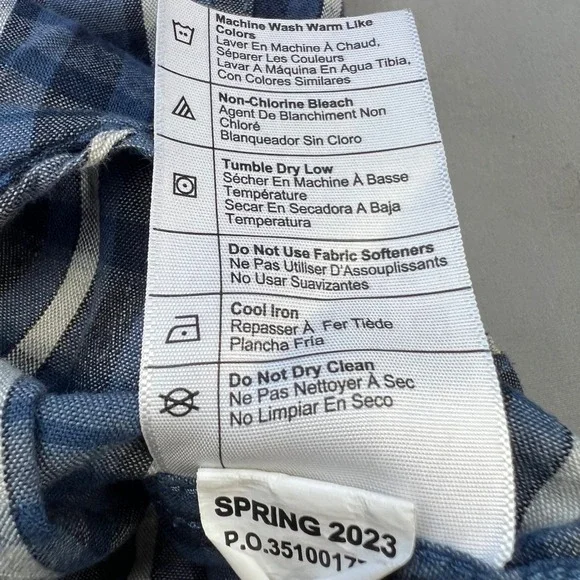 Machine Wash Warm Like
Colors
Laver En Machine À Chaud,
Séparer Les Couleurs
Lavar A Máquina En Agua Tibia,
Con Colores Similares
Non-Chlorine Bleach
Agent De Blanchiment Non
Chloré
Blanqueador Sin Cloro
Tumble Dry Low
Sécher En Machine À Basse
Température
Secar En Secadora A Baja
Temperatura
Do Not Use Fabric Softeners
Ne Pas Utiliser D'Assouplissants
No Usar Suavizantes
Cool Iron
Repasser À Fer Tiède
Plancha Fría
Do Not Dry Clean
Ne Pas Nettoyer À Sec
No Limpiar En Seco
SPRING 2023